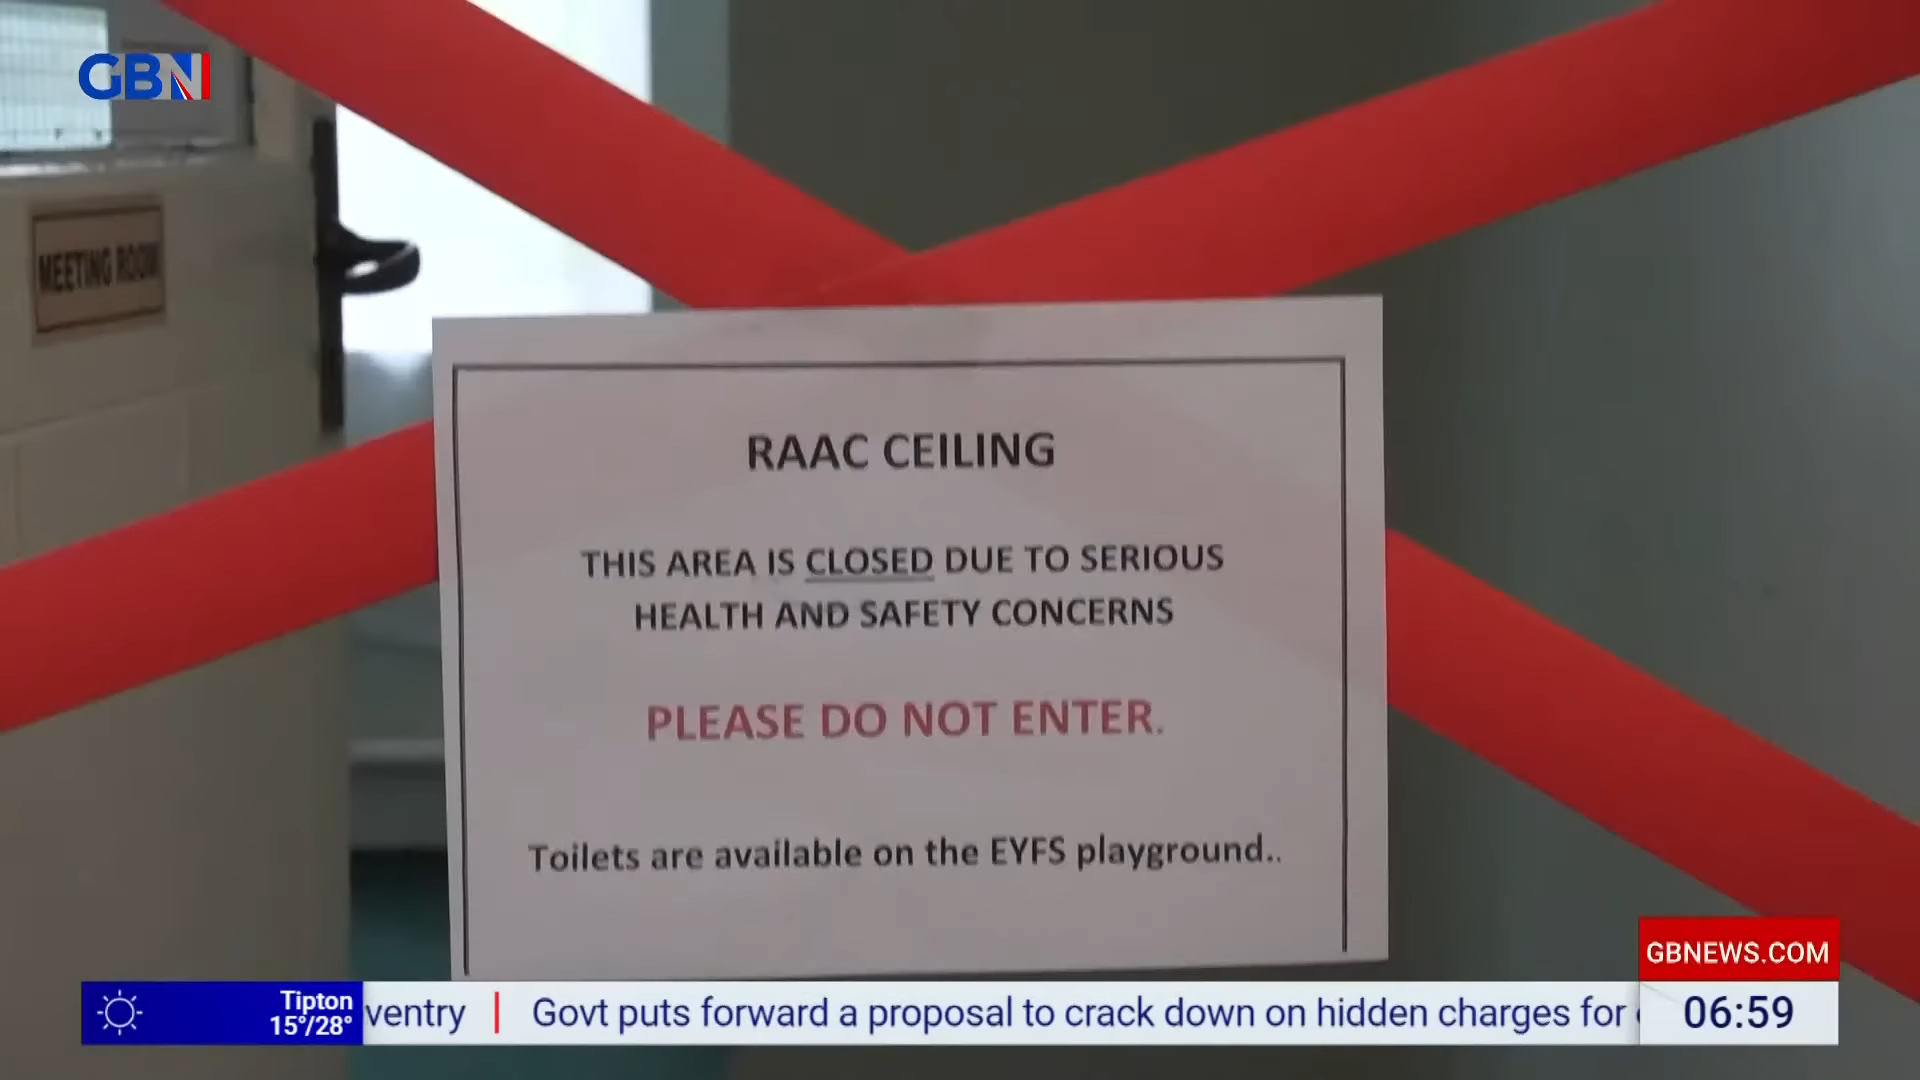 GBN
MEETING ROOM
RAAC CEILING
THIS AREA IS CLOSED DUE TO SERIOUS
HEALTH AND SAFETY CONCERNS
PLEASE DO NOT ENTER.
Toilets are available on the EYFS playground..
GBNEWS.COM
Tipton
15°/28°
ventry | Govt puts forward a proposal to crack down on hidden charges for
06:59